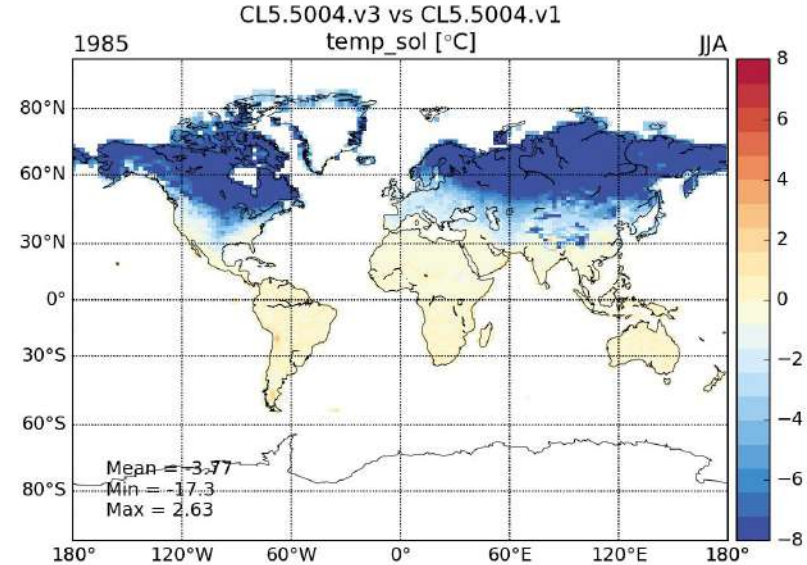 CL5.5004.v3 vs CL5.5004.v1
1985 temp_sol [°C] JJA
80°N
60°N
30°N
0°
30°S
60°S
80°S
Mean = -3.77
Min = -17.3
Max = 2.63
180° 120°W 60°W 0° 60°E 120°E 180°
8
6
4
2
0
−2
−4
−6
−8